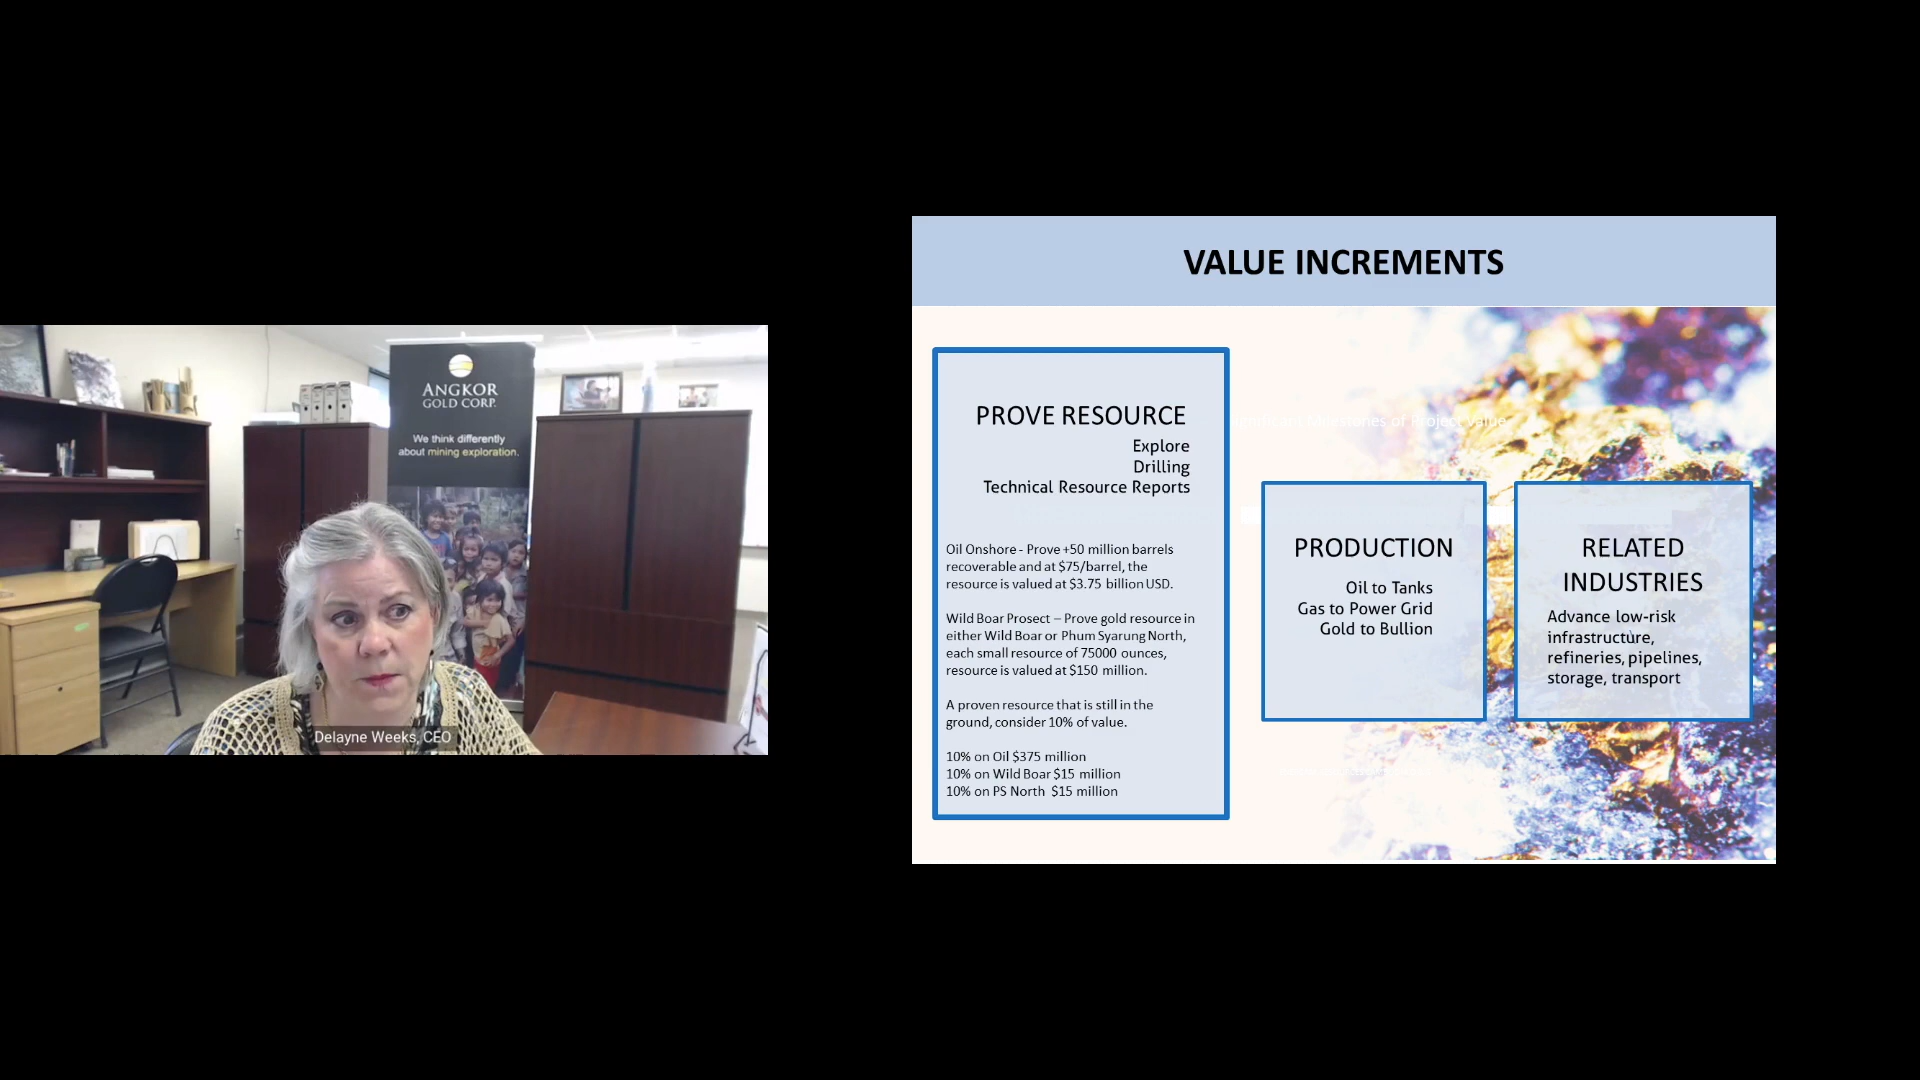 ANGKOR
GOLD CORP.
We think differently
about mining exploration.
Delayne Weeks, CEO
VALUE INCREMENTS
PROVE RESOURCE
Explore
Drilling
Technical Resource Reports
Oil Onshore - Prove +50 million barrels
recoverable and at $75/barrel, the
resource is valued at $3.75 billion USD.
Wild Boar Prosect – Prove gold resource in
either Wild Boar or Phum Syarung North,
each small resource of 75000 ounces,
resource is valued at $150 million.
A proven resource that is still in the
ground, consider 10% of value.
10% on Oil $375 million
10% on Wild Boar $15 million
10% on PS North $15 million
Milestones of Project Value
PRODUCTION
Oil to Tanks
Gas to Power Grid
Gold to Bullion
RELATED
INDUSTRIES
Advance low-risk
infrastructure,
refineries, pipelines,
storage, transport